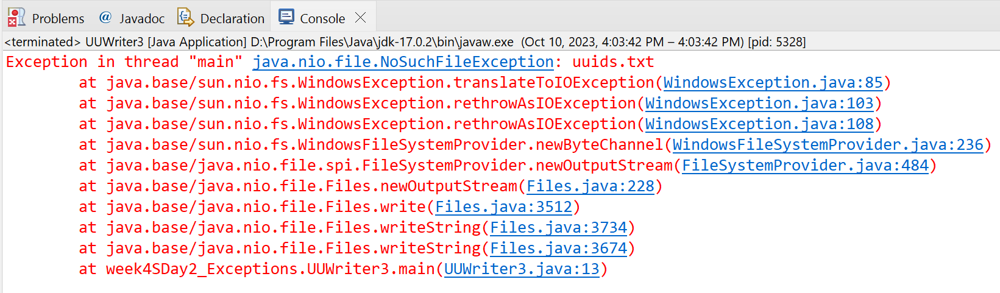 Problems @ Javadoc Declaration Console
<terminated> UUWriter3 [Java Application] D:\Program Files\Java\jdk-17.0.2\bin\javaw.exe (Oct 10, 2023, 4:03:42 PM – 4:03:42 PM) [pid: 5328]
Exception in thread "main" java.nio.file.NoSuchFileException: uuids.txt
at java.base/sun.nio.fs.WindowsException.translateToIOException(WindowsException.java:85)
at java.base/sun.nio.fs.WindowsException.rethrowAsIOException(WindowsException.java:103)
at java.base/sun.nio.fs.WindowsException.rethrowAsIOException(WindowsException.java:108)
at java.base/sun.nio.fs.WindowsFileSystemProvider.newByteChannel(WindowsFileSystemProvider.java:236)
at java.base/java.nio.file.spi.FileSystemProvider.newOutputStream(FileSystemProvider.java:484)
at java.base/java.nio.file.Files.newOutputStream(Files.java:228)
at java.base/java.nio.file.Files.write(Files.java:3512)
at java.base/java.nio.file.Files.writeString(Files.java:3734)
at java.base/java.nio.file.Files.writeString(Files.java:3674)
at week4SDay2_Exceptions.UUWriter3.main(UUWriter3.java:13)